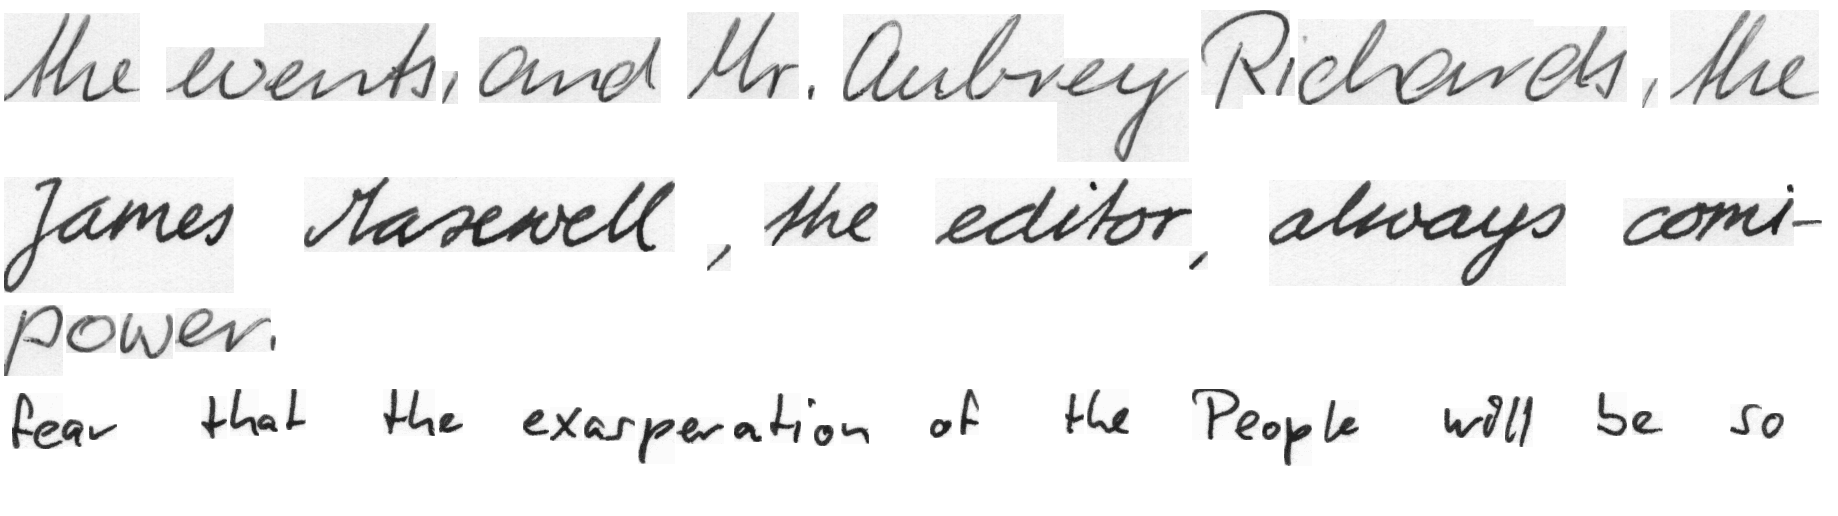 the events, and Mr. Aubrey Richards, the
James , the editor, always comi-
power.
fear that the exasperation of the People will be so